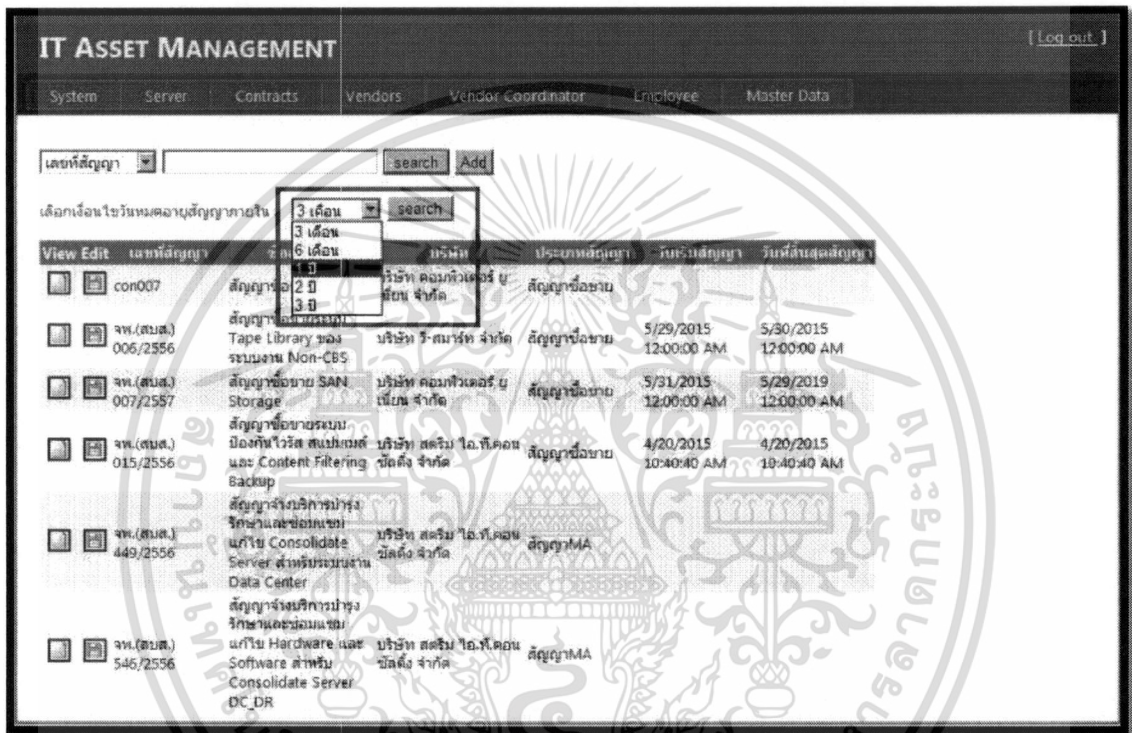 IT ASSET MANAGEMENT
[ Log out ]
System Server Contracts Vendors Vendor Coordinator Employee Master Data
เลขที่สัญญา search Add
เลือกเงื่อนไขวันหมดอายุสัญญาภายใน : 3 เดือน search
3 เดือน
6 เดือน
1 ปี
2 ปี
3 ปี
View Edit เลขที่สัญญา บริษัท ประเภทสัญญา วันเริ่มสัญญา วันที่สิ้นสุดสัญญา
con007 บริษัท คอมพิวเตอร์ ยูเนี่ยน จำกัด สัญญาซื้อขาย
จพ.(สบส.) 006/2556
Tape Library ของ
ระบบงาน Non-CBS
บริษัท วี-สมาร์ท จำกัด สัญญาซื้อขาย
5/29/2015 12:00:00 AM
5/30/2015 12:00:00 AM
จพ.(สบส.) 007/2557
สัญญาซื้อขาย SAN
Storage
บริษัท คอมพิวเตอร์ ยู
เนี่ยน จำกัด
สัญญาซื้อขาย
5/31/2015 12:00:00 AM
5/29/2019 12:00:00 AM
จพ.(สบส.) 015/2556
สัญญาซื้อขายระบบ
ป้องกันไวรัส สแปมเมล์
และ Content Filtering
Backup
บริษัท สตรีม ไอ.ที.คอน
ซัลติ้ง จำกัด
สัญญาซื้อขาย
4/20/2015 10:40:40 AM
4/20/2015 10:40:40 AM
จพ.(สบส.) 449/2556
สัญญาจ้างบริการบำรุง
รักษาและซ่อมแซม
แก้ไข Consolidate
Server สำหรับระบบงาน
Data Center
บริษัท สตรีม ไอ.ที.คอน
ซัลติ้ง จำกัด
สัญญาMA
จพ.(สบส.) 546/2556
สัญญาจ้างบริการบำรุง
รักษาและซ่อมแซม
แก้ไข Hardware และ
Software สำหรับ
Consolidate Server
DC_DR
บริษัท สตรีม ไอ.ที.คอน
ซัลติ้ง จำกัด
สัญญาMA